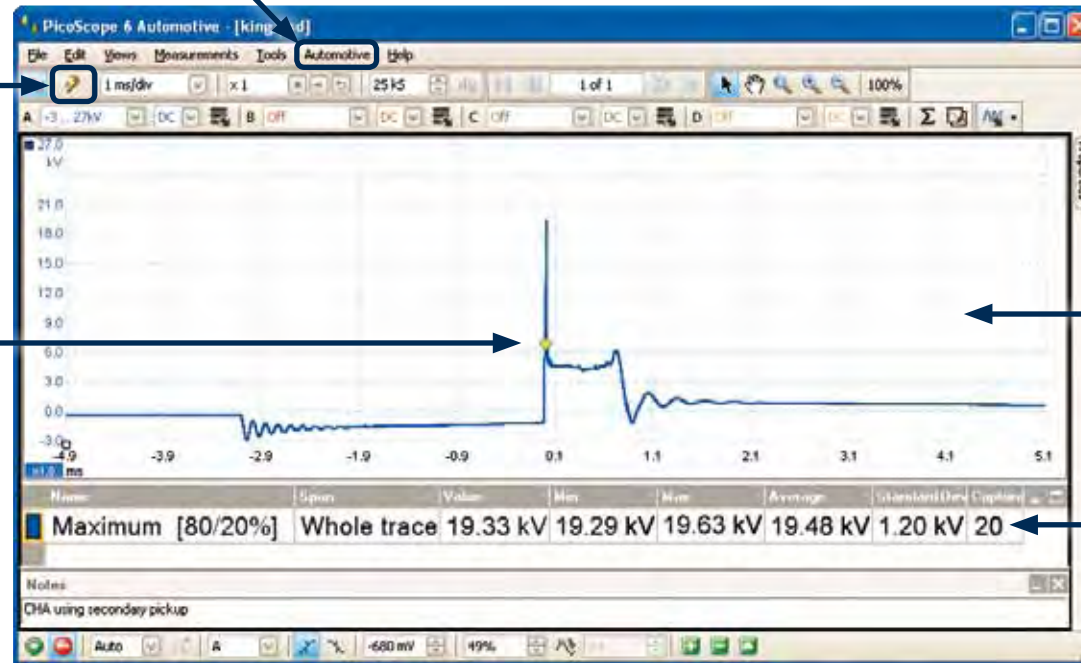 PicoScope 6 Automotive - [king
File Edit Views Measurements Tools Automotive Help
1 ms/div x1 25 kS 1 of 1 100%
A -3 .. 27kV DC B Off DC C Off DC D Off DC Σ
27.0
kV
21.0
18.0
15.0
12.0
9.0
6.0
3.0
0.0
-3.0
-4.9 -3.9 -2.9 -1.9 -0.9 0.1 1.1 2.1 3.1 4.1 5.1
x1.0 ms
Name Span Value Min Max Average Standard Dev Capture
Maximum [80/20%] Whole trace 19.33 kV 19.29 kV 19.63 kV 19.48 kV 1.20 kV 20
Notes
CHA using secondary pickup
Auto A -680 mV 49%